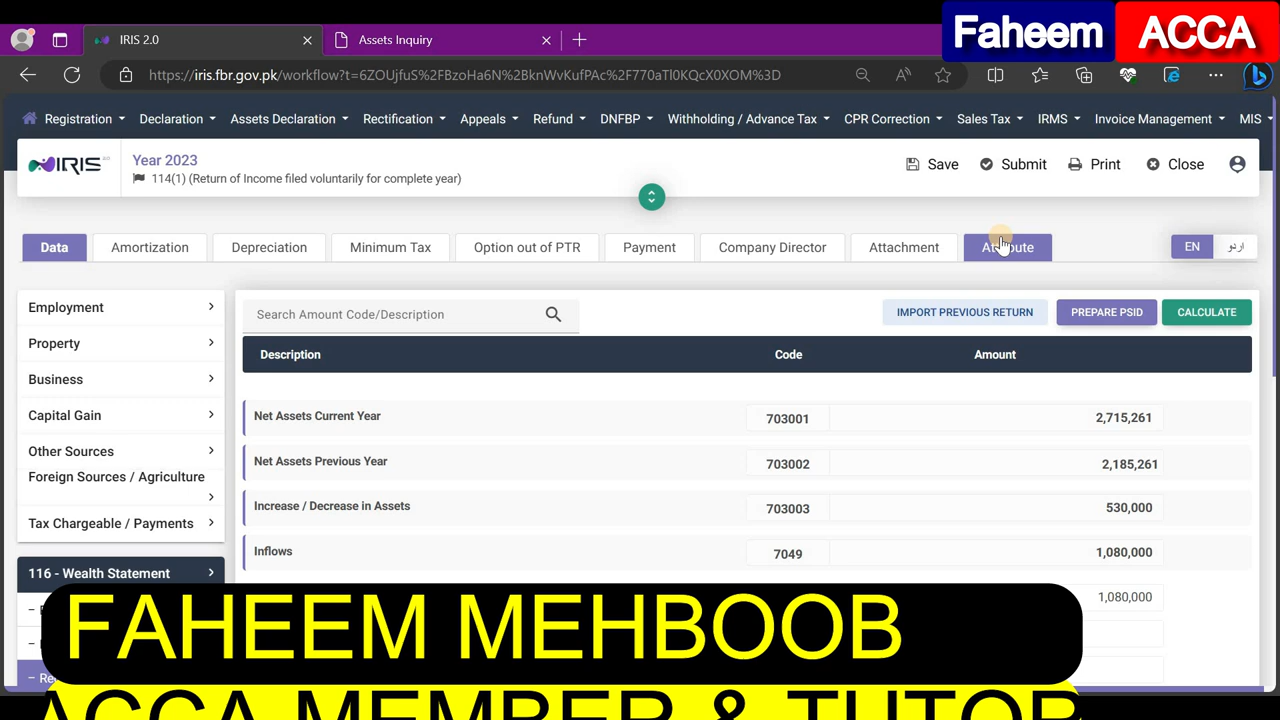 Faheem ACCA
IRIS 2.0
Assets Inquiry
https://iris.fbr.gov.pk/workflow?t=6ZOUjfuS%2FBzoHa6N%2BknWvKufPAc%2F770aTl0KQcX0XOM%3D
Registration Declaration Assets Declaration Rectification Appeals Refund DNFBP Withholding / Advance Tax CPR Correction Sales Tax IRMS Invoice Management MIS
IRIS 2.0
Year 2023
114(1) (Return of Income filed voluntarily for complete year)
Save Submit Print Close
Data Amortization Depreciation Minimum Tax Option out of PTR Payment Company Director Attachment EN اردو
Employment
Property
Business
Capital Gain
Other Sources
Foreign Sources / Agriculture
Tax Chargeable / Payments
116 - Wealth Statement
Search Amount Code/Description
IMPORT PREVIOUS RETURN PREPARE PSID CALCULATE
Description Code Amount
Net Assets Current Year 703001 2,715,261
Net Assets Previous Year 703002 2,185,261
Increase / Decrease in Assets 703003 530,000
Inflows 7049 1,080,000
1,080,000
FAHEEM MEHBOOB
ACCA MEMBER & TUTOR